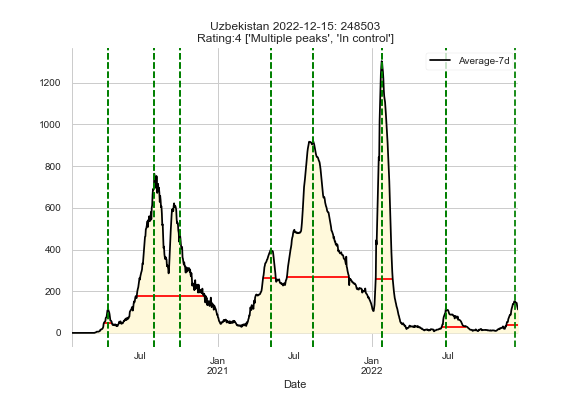 Uzbekistan 2022-12-15: 248503
Rating:4 ['Multiple peaks', 'In control']
Average-7d
1200
1000
800
600
400
200
0
Jul
Jan
2021
Jul
Jan
2022
Jul
Date